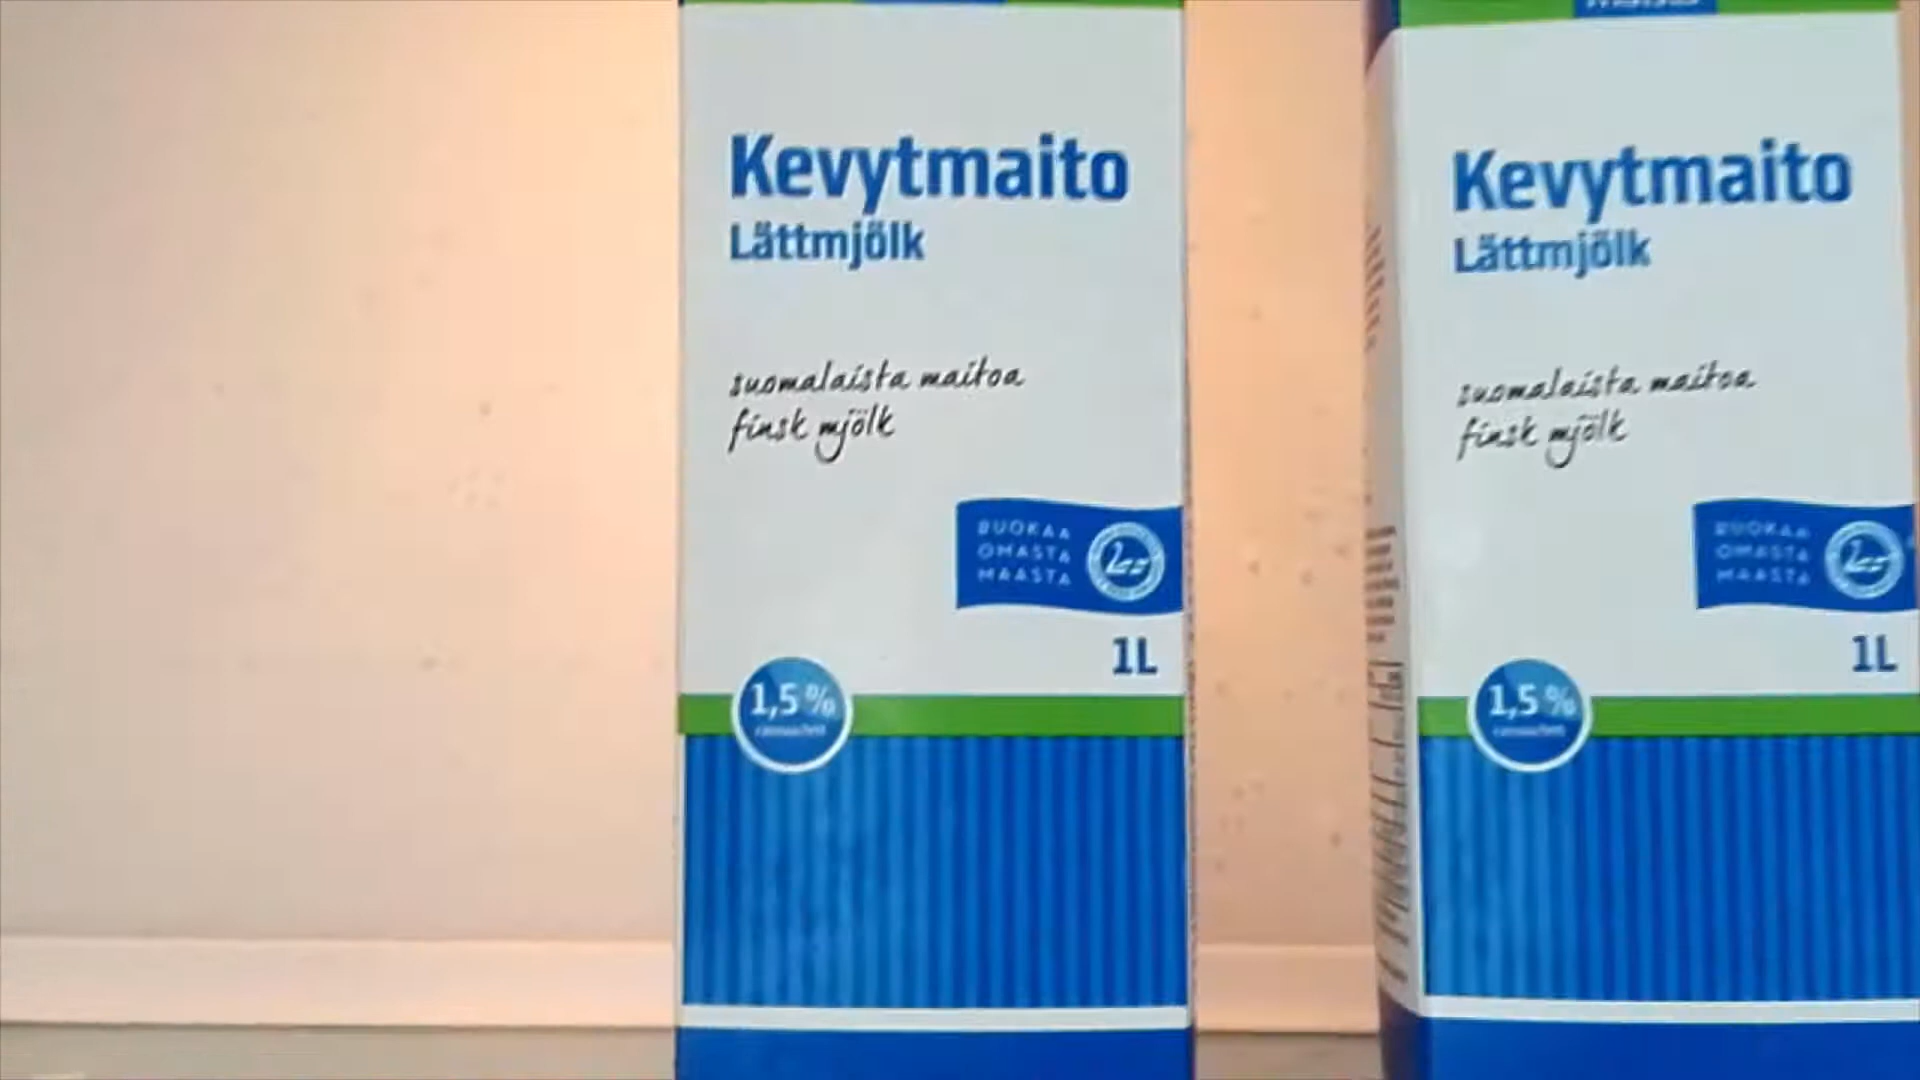 Kevytmaito
Lättmjölk
suomalaista maitoa
finsk mjölk
RUOKAA
OMASTA
MAASTA
1L
1,5 %
Kevytmaito
Lättmjölk
suomalaista maitoa
finsk mjölk
RUOKAA
OMASTA
MAASTA
1L
1,5 %